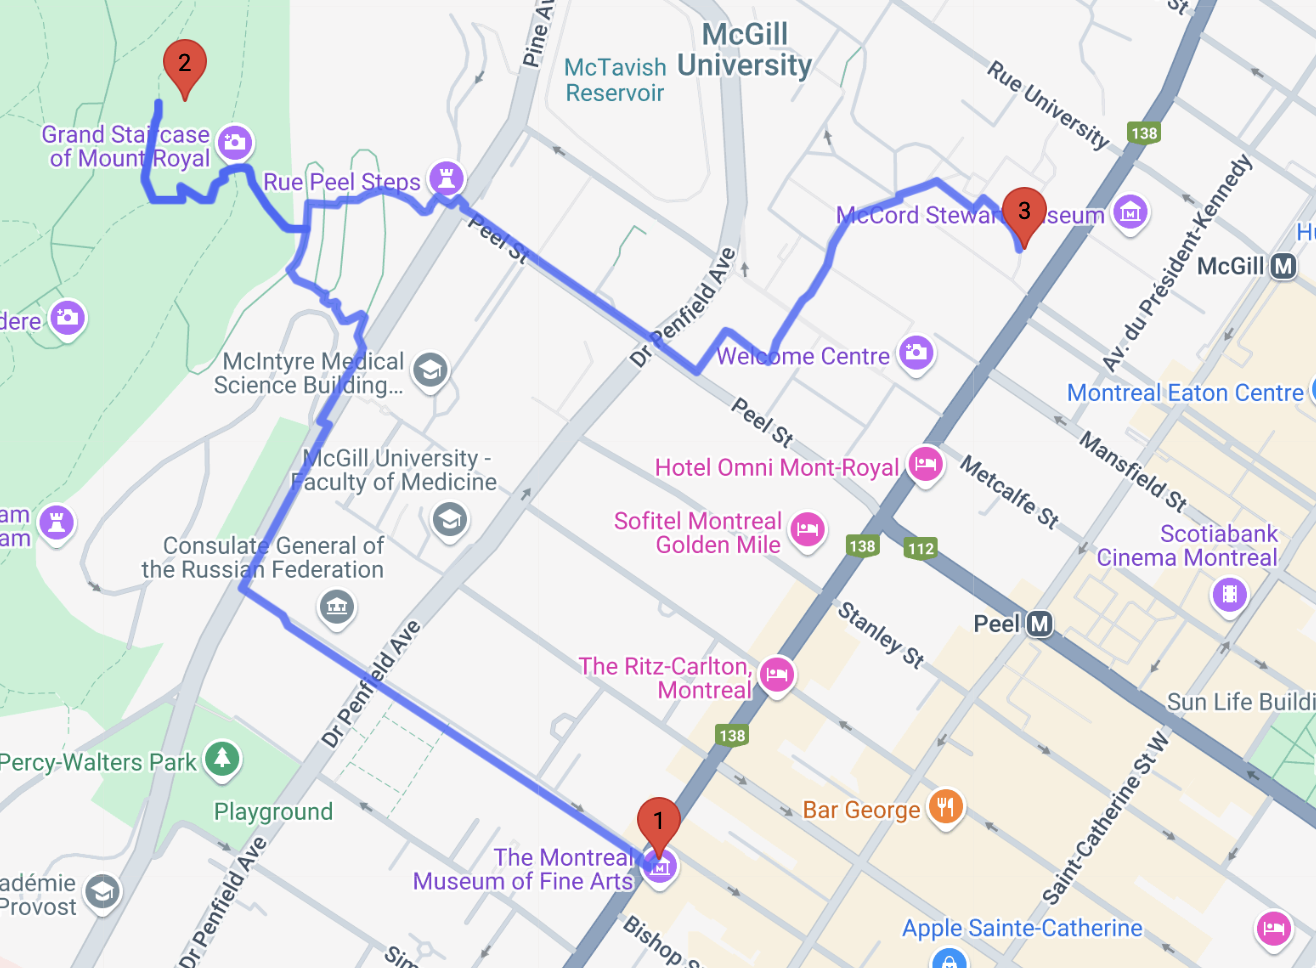 McGill
University
McTavish
Reservoir
Pine Av
St
Rue University
138
2
Grand Staircase
of Mount Royal
Rue Peel Steps
Peel St
McCord Stewart Museum
3
Av. du Président-Kennedy
McGill
M
Dr Penfield Ave
dere
Welcome Centre
McIntyre Medical
Science Building...
Montreal Eaton Centre
Peel St
Mansfield St
Hotel Omni Mont-Royal
Metcalfe St
McGill University -
Faculty of Medicine
Sofitel Montreal
Golden Mile
138
112
Scotiabank
Cinema Montreal
am
am
Consulate General of
the Russian Federation
Peel
M
Stanley St
Dr Penfield Ave
The Ritz-Carlton,
Montreal
Sun Life Buildi
138
Percy-Walters Park
Playground
Bar George
1
The Montreal
Museum of Fine Arts
Saint-Catherine St W
Dr Penfield Ave
adémie
Provost
Bishop S
Sim
Apple Sainte-Catherine